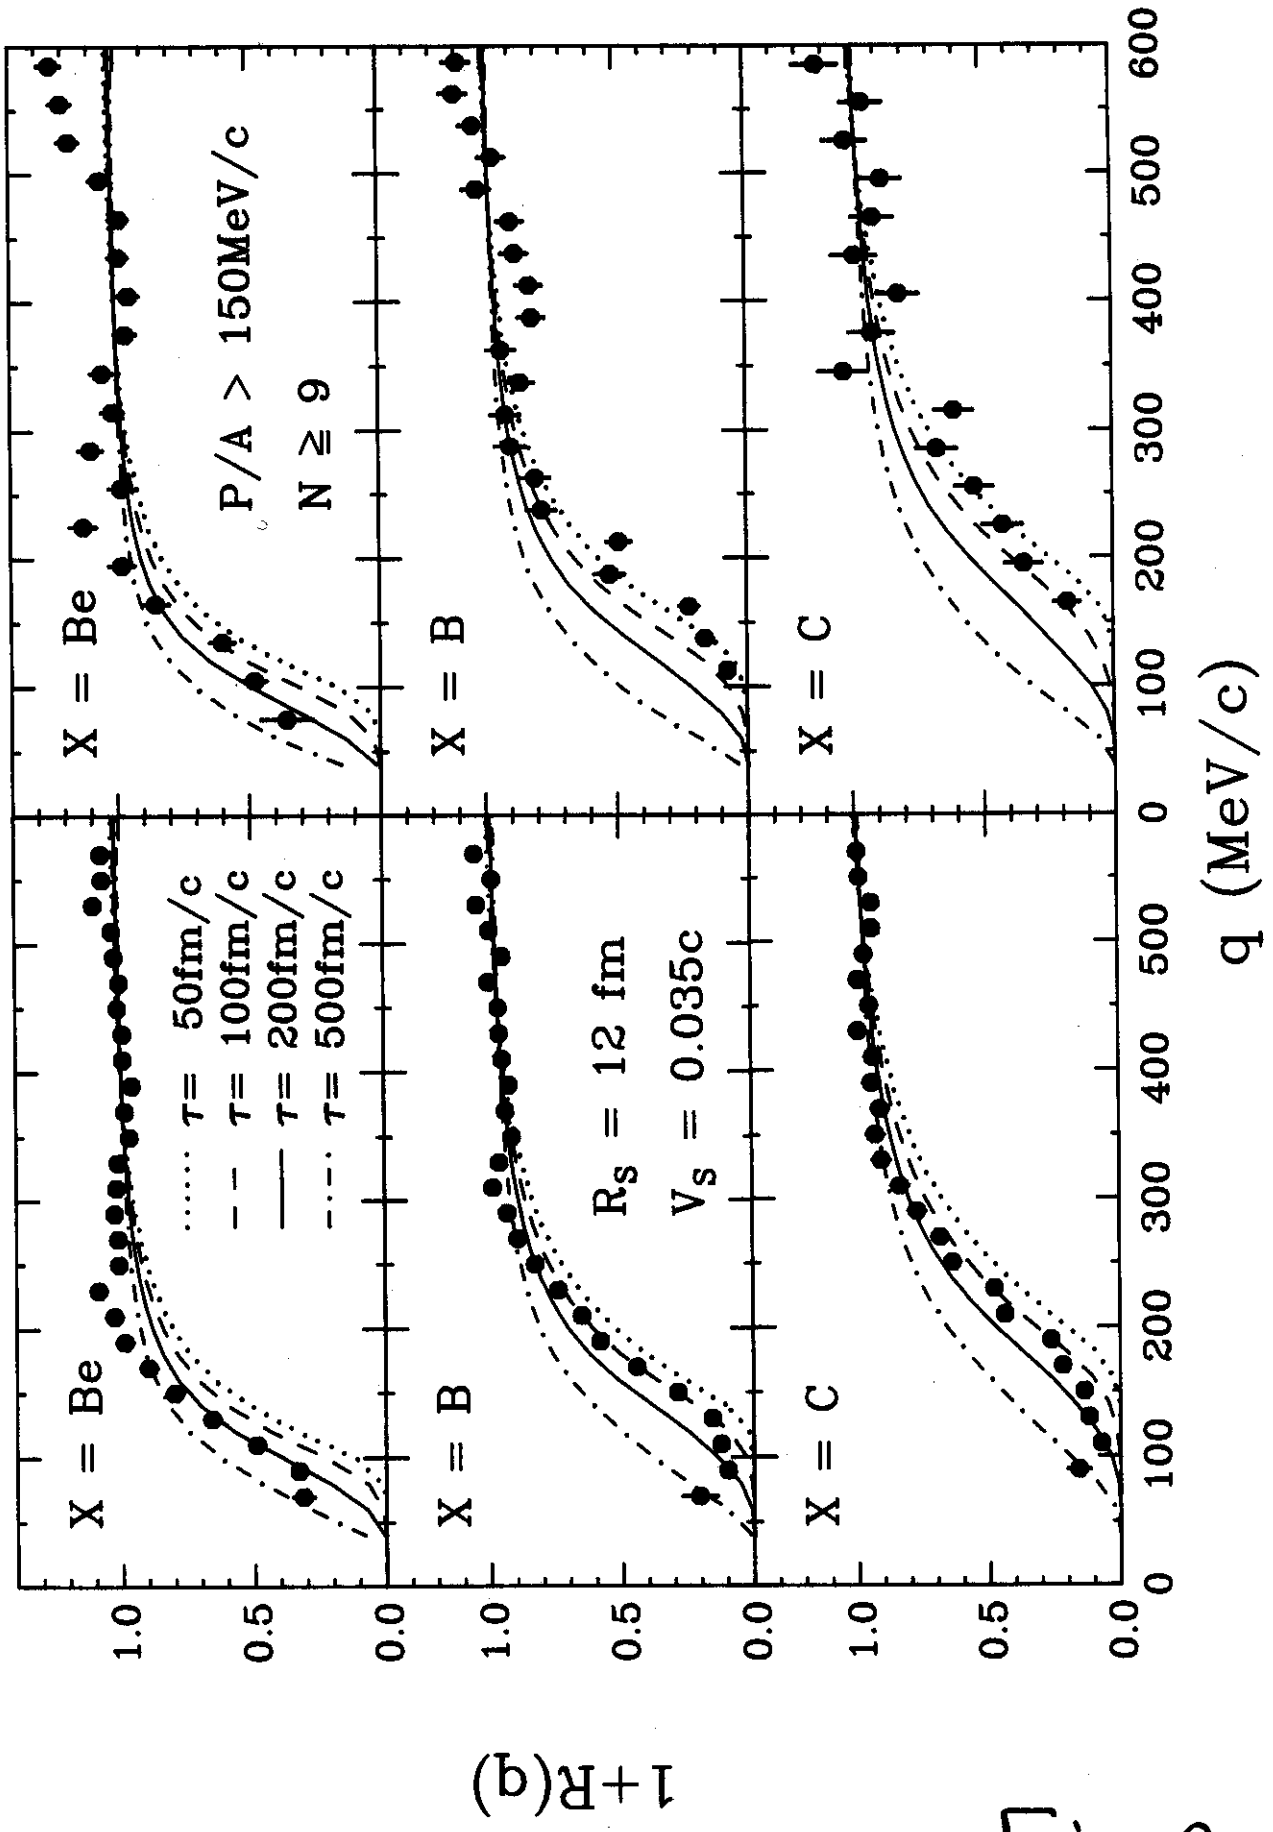 1+R(q)
X = Be
1.0
0.5
0.0
τ= 50fm/c
τ= 100fm/c
τ= 200fm/c
τ= 500fm/c
X = Be
P/A > 150MeV/c
N ≥ 9
X = B
1.0
0.5
0.0
R_s = 12 fm
V_s = 0.035c
X = B
X = C
1.0
0.5
0.0
X = C
0 100 200 300 400 500 0 100 200 300 400 500 600
q (MeV/c)